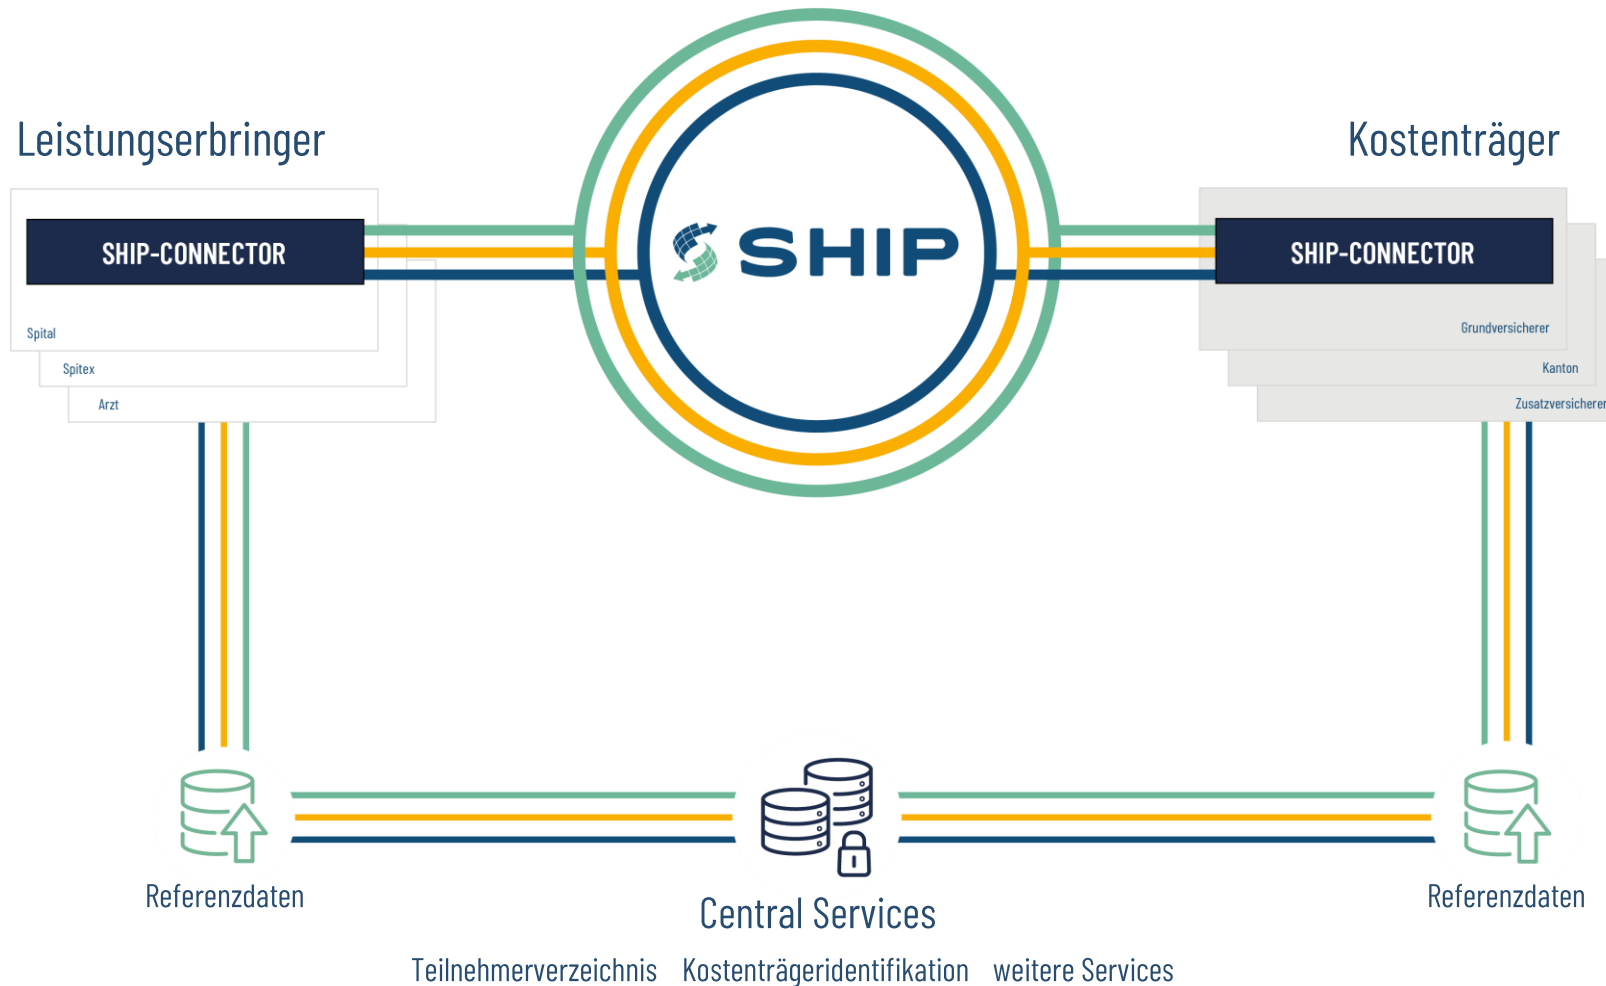 SHIP
Leistungserbringer
Kostenträger
SHIP-CONNECTOR
SHIP-CONNECTOR
Spital
Spitex
Arzt
Grundversicherer
Kanton
Zusatzversicherer
Referenzdaten
Referenzdaten
Central Services
Teilnehmerverzeichnis Kostenträgeridentifikation weitere Services